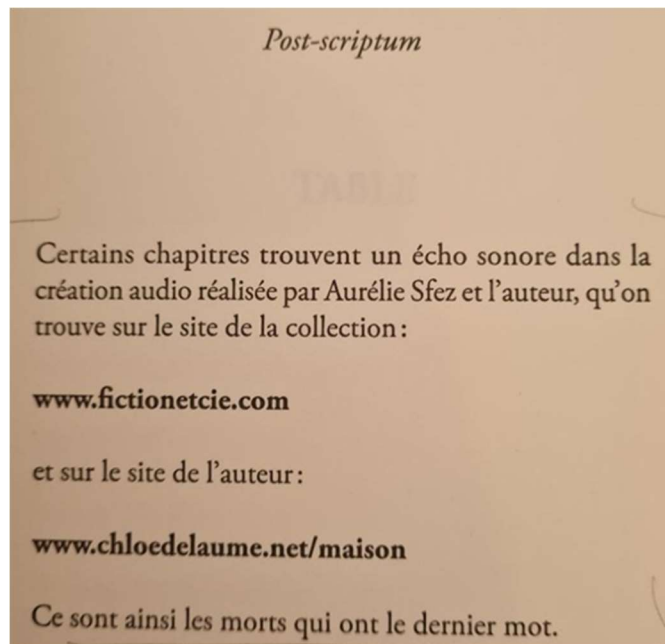 Post-scriptum
TABLE
Certains chapitres trouvent un écho sonore dans la
création audio réalisée par Aurélie Sfez et l'auteur, qu'on
trouve sur le site de la collection :
www.fictionetcie.com
et sur le site de l'auteur :
www.chloedelaume.net/maison
Ce sont ainsi les morts qui ont le dernier mot.